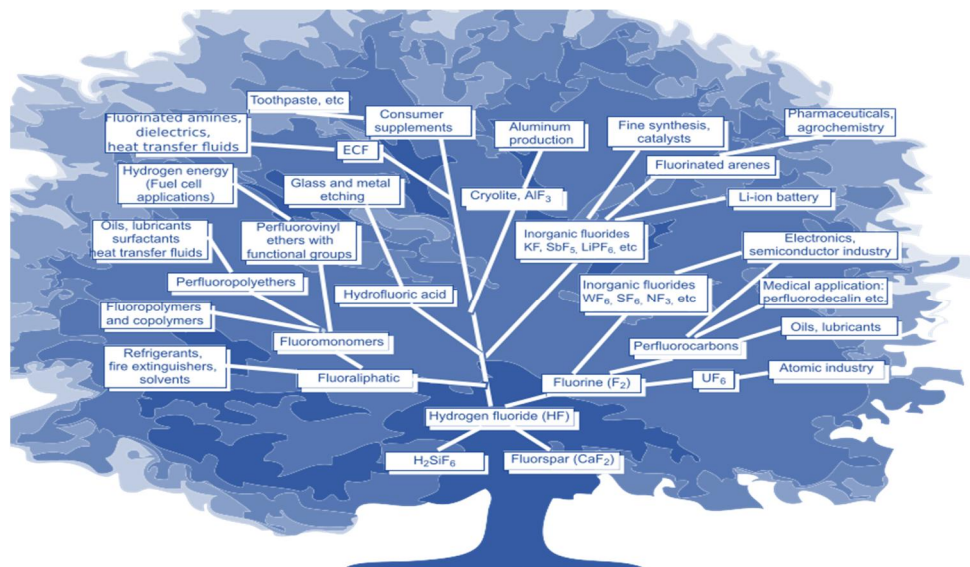 Toothpaste, etc
Consumer
supplements
Fluorinated amines,
dielectrics,
heat transfer fluids
ECF
Aluminum
production
Fine synthesis,
catalysts
Pharmaceuticals,
agrochemistry
Fluorinated arenes
Hydrogen energy
(Fuel cell
applications)
Glass and metal
etching
Cryolite, AlF₃
Li-ion battery
Oils, lubricants
surfactants
heat transfer fluids
Perfluorovinyl
ethers with
functional groups
Inorganic fluorides
KF, SbF₅, LiPF₆, etc
Electronics,
semiconductor industry
Perfluoropolyethers
Hydrofluoric acid
Inorganic fluorides
WF₆, SF₆, NF₃, etc
Medical application:
perfluorodecalin etc.
Fluoropolymers
and copolymers
Fluoromonomers
Perfluorocarbons
Oils, lubricants
Refrigerants,
fire extinguishers,
solvents
Fluoraliphatic
Fluorine (F₂)
UF₆
Atomic industry
Hydrogen fluoride (HF)
H₂SiF₆
Fluorspar (CaF₂)